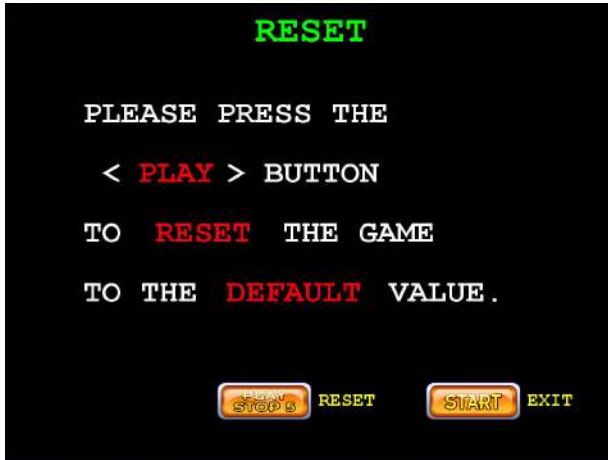 RESET
PLEASE PRESS THE
< PLAY > BUTTON
TO RESET THE GAME
TO THE DEFAULT VALUE.
PLAY
STOP 5 RESET START EXIT